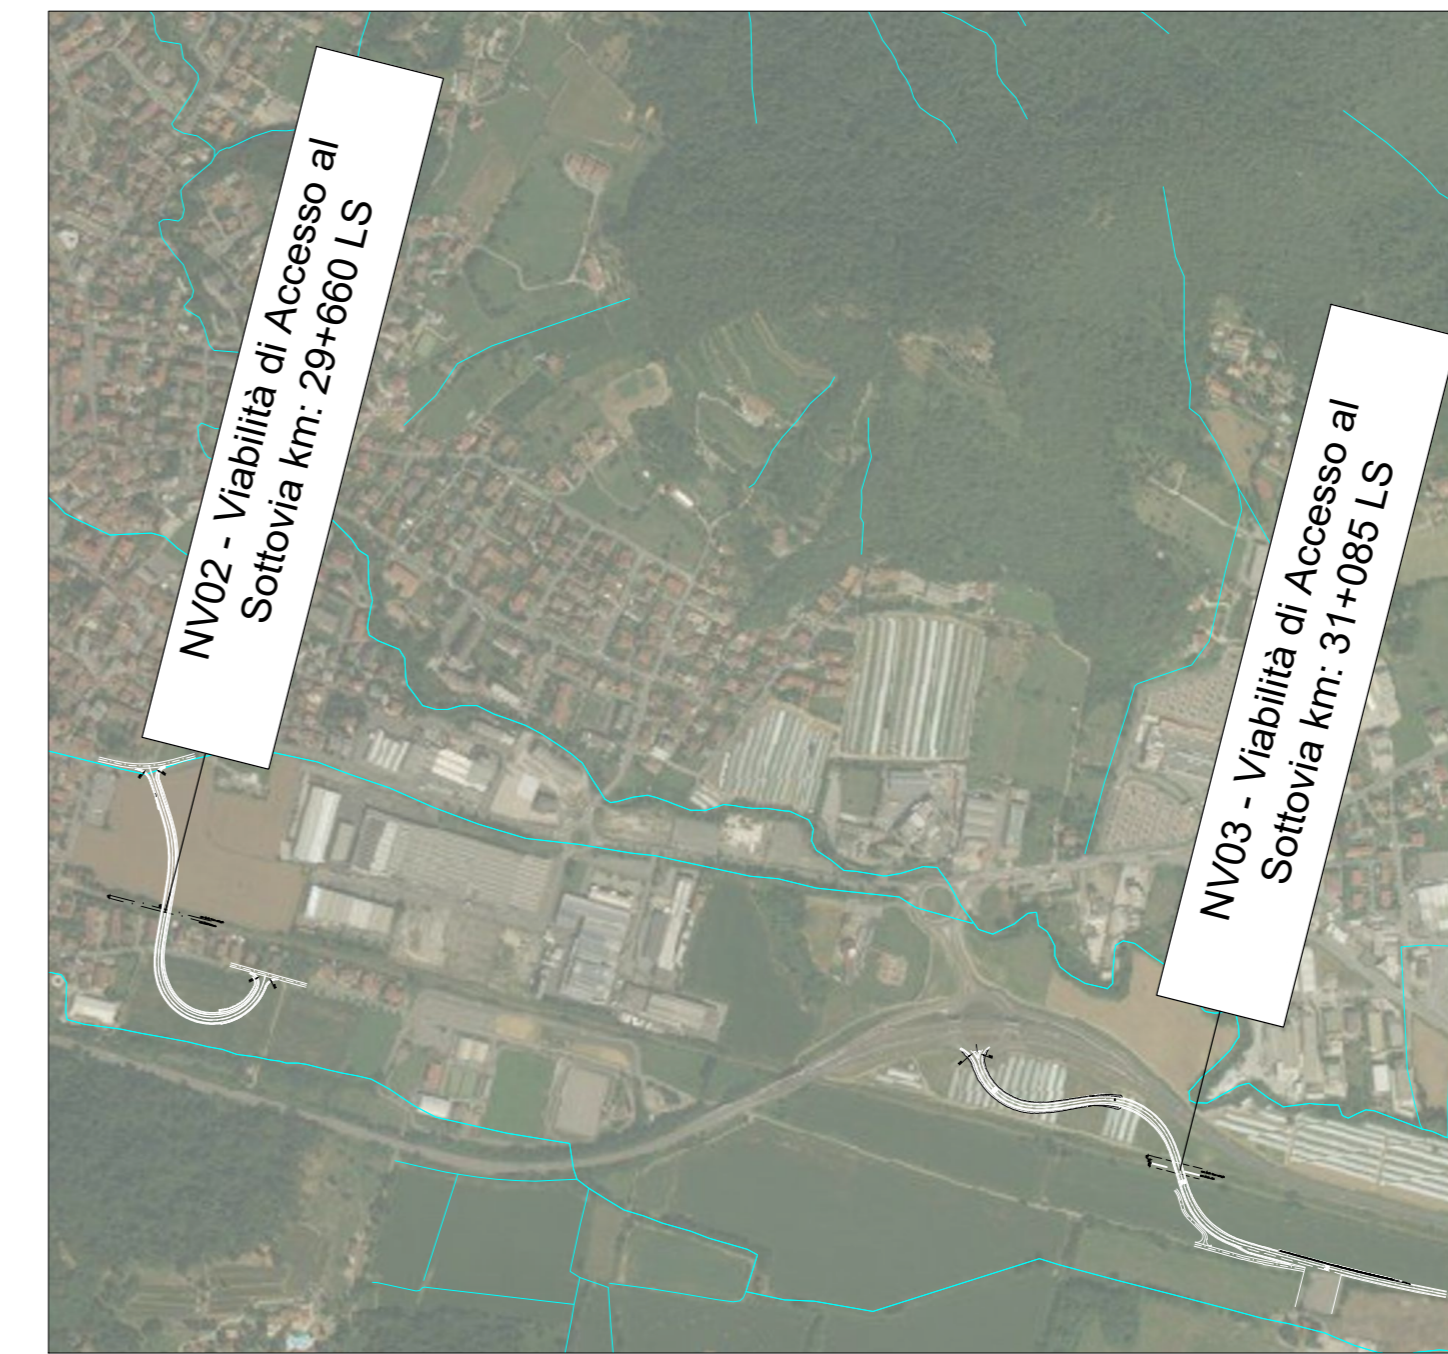 NV02 - Viabilità di Accesso al
Sottovia km: 29+660 LS
NV03 - Viabilità di Accesso al
Sottovia km: 31+085 LS